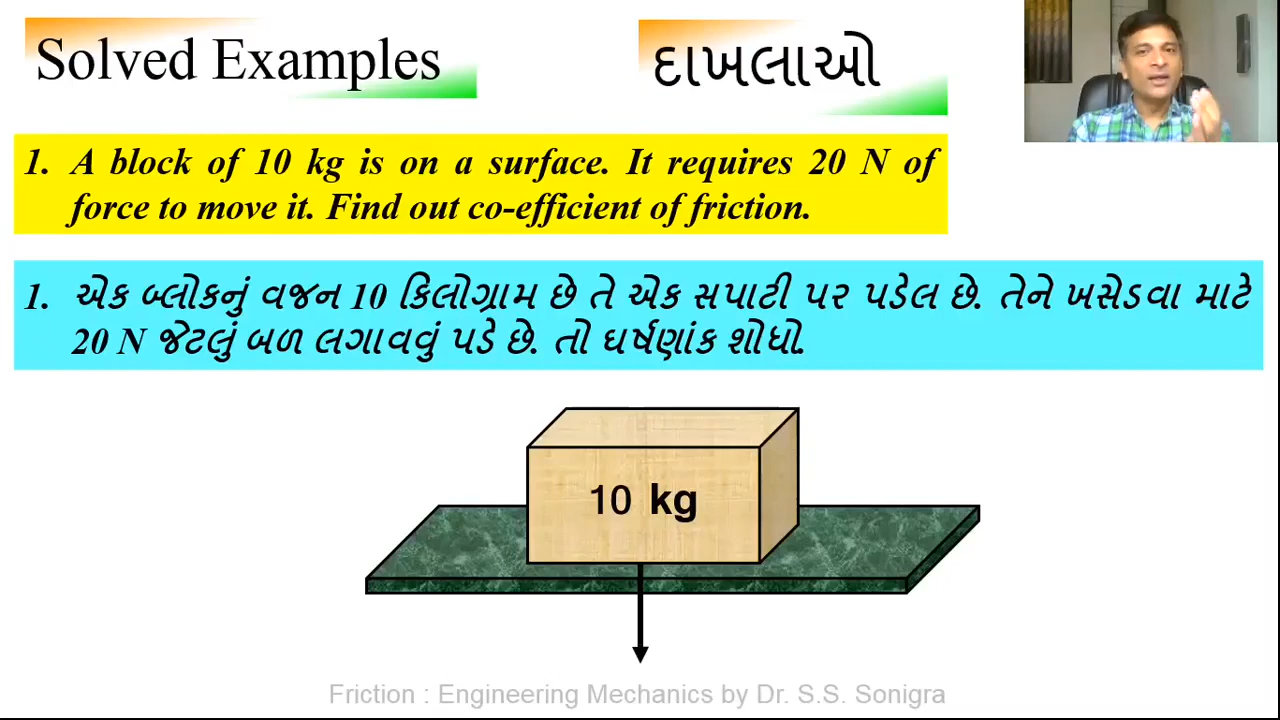 Solved Examples
દાખલાઓ
1. A block of 10 kg is on a surface. It requires 20 N of
force to move it. Find out co-efficient of friction.
1. એક બ્લોકનું વજન 10 કિલોગ્રામ છે તે એક સપાટી પર પડેલ છે. તેને ખસેડવા માટે
20 N જેટલું બળ લગાવવું પડે છે. તો ઘર્ષણાંક શોધો.
10 kg
Friction : Engineering Mechanics by Dr. S.S. Sonigra